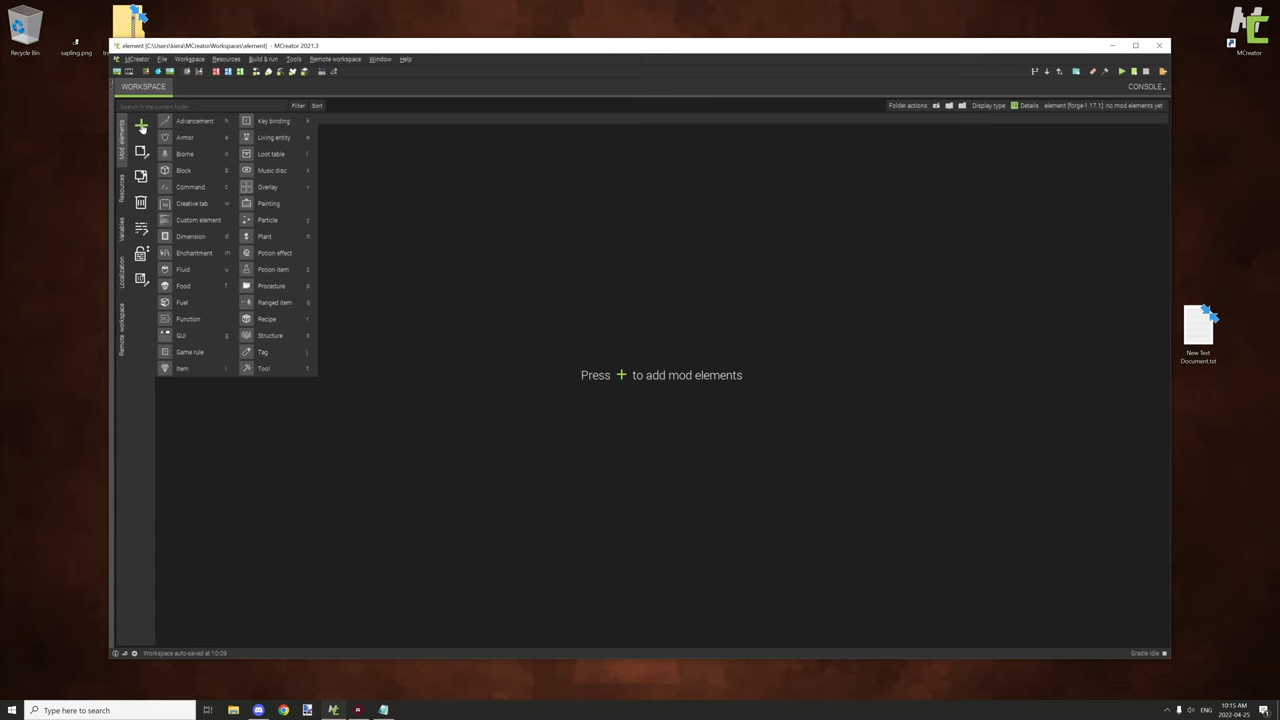 Recycle Bin
sapling.png
MCreator
New Text
Document.txt
element [C:\Users\kiera\MCreatorWorkspaces\element] - MCreator 2021.3
MCreator Workspace Resources Build & run Tools Remote workspace Window Help
WORKSPACE
CONSOLE
Search in the current folder
Filter Sort
Folder actions Display type: Details element [forge-1.17.1]: no mod elements yet
Mod elements
Resources
Variables
Localization
Remote workspace
Advancement h Key binding k
Armor a Living entity e
Biome o Loot table l
Block b Music disc x
Command c Overlay v
Creative tab w Painting
Custom element Particle y
Dimension d Plant n
Enchantment m Potion effect
Fluid u Potion item z
Food f Procedure p
Fuel Ranged item q
Function Recipe r
GUI g Structure s
Game rule Tag j
Item i Tool t
Press + to add mod elements
Workspace auto-saved at 10:09
Gradle idle
Type here to search
ENG
10:15 AM
2022-04-25